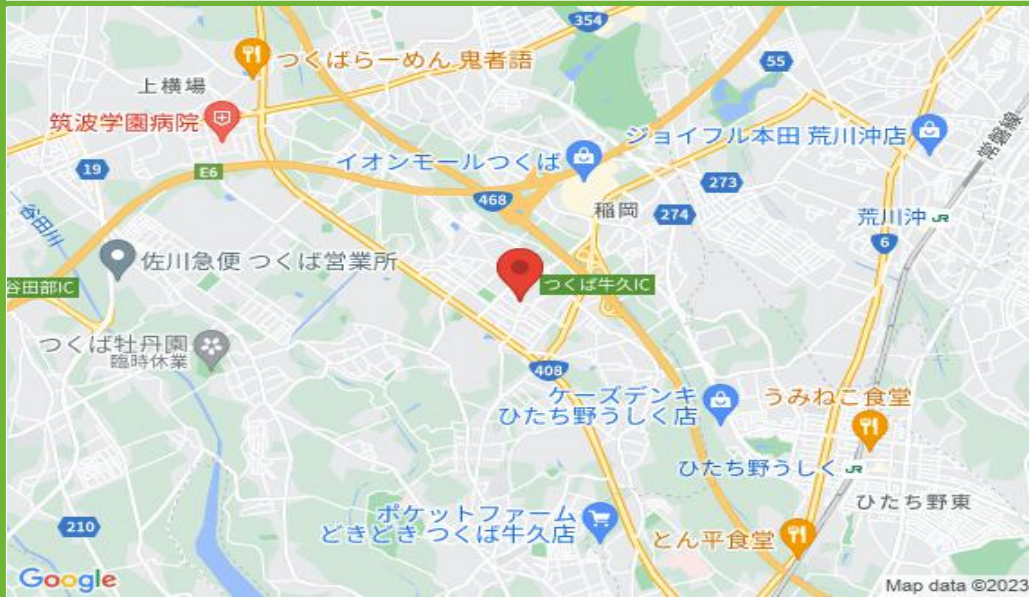 354
つくばらーめん 鬼者語
55
上横場
筑波学園病院
ジョイフル本田 荒川沖店
常磐線
イオンモールつくば
19
E6
273
468
稲岡
274
谷田川
荒川沖 JR
6
佐川急便 つくば営業所
谷田部IC
つくば牛久IC
つくば牡丹園
臨時休業
408
ケーズデンキ
ひたち野うしく店
うみねこ食堂
ひたち野うしく JR
ひたち野東
210
ポケットファーム
どきどき つくば牛久店
とん平食堂
Google
Map data ©2023